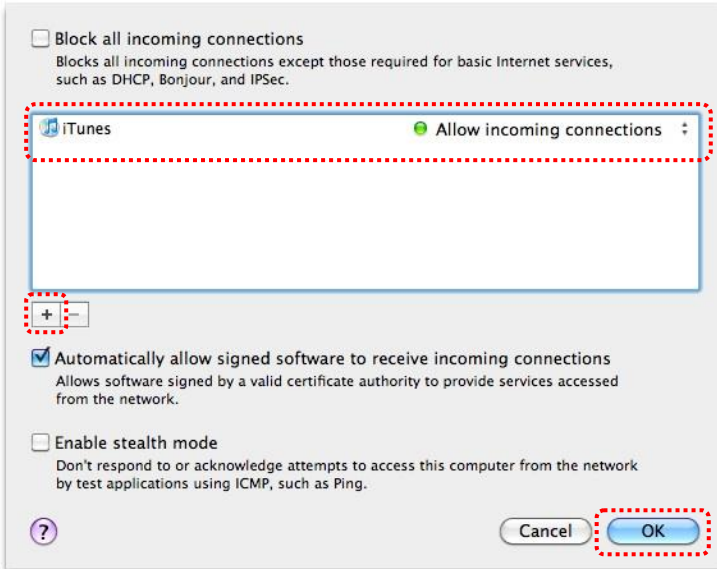 Block all incoming connections
Blocks all incoming connections except those required for basic Internet services,
such as DHCP, Bonjour, and IPSec.
iTunes Allow incoming connections
+ −
Automatically allow signed software to receive incoming connections
Allows software signed by a valid certificate authority to provide services accessed
from the network.
Enable stealth mode
Don't respond to or acknowledge attempts to access this computer from the network
by test applications using ICMP, such as Ping.
? Cancel OK